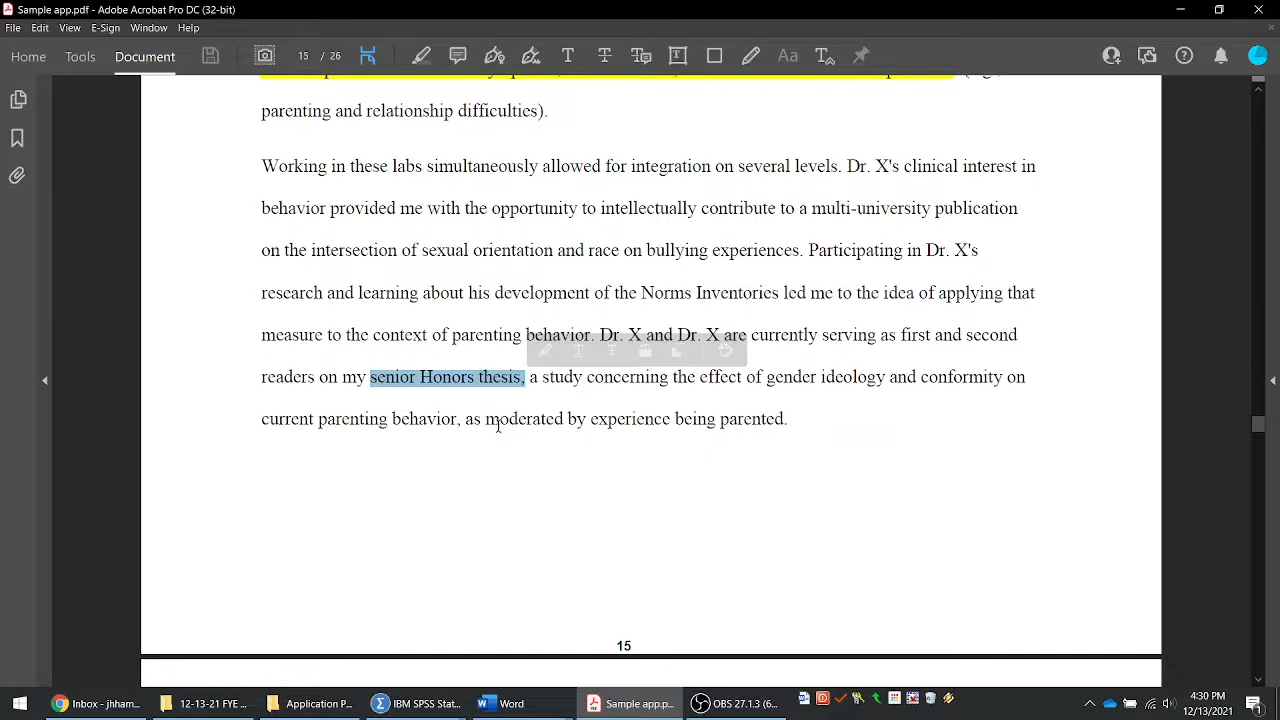 Sample app.pdf - Adobe Acrobat Pro DC (32-bit)
File Edit View E-Sign Window Help
Home Tools Document 15 / 26
parenting and relationship difficulties).
Working in these labs simultaneously allowed for integration on several levels. Dr. X's clinical interest in
behavior provided me with the opportunity to intellectually contribute to a multi-university publication
on the intersection of sexual orientation and race on bullying experiences. Participating in Dr. X's
research and learning about his development of the Norms Inventories led me to the idea of applying that
measure to the context of parenting behavior. Dr. X and Dr. X are currently serving as first and second
readers on my senior Honors thesis, a study concerning the effect of gender ideology and conformity on
current parenting behavior, as moderated by experience being parented.
15
Inbox - jhham... 12-13-21 FYE ... Application P... IBM SPSS Stat... Word Sample app.p... OBS 27.1.3 (6... 4:30 PM
12/13/2021